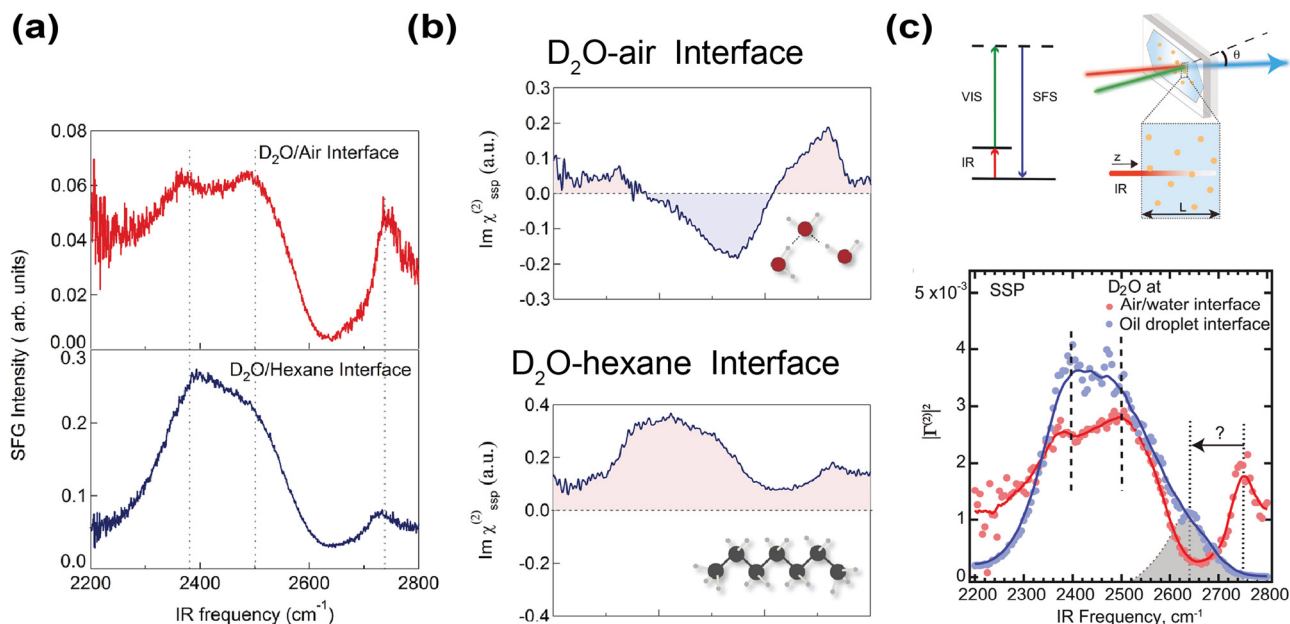 (a)
0.08
0.06
0.04
0.02
0.00
D₂O/Air Interface
0.3
0.2
0.1
0.0
D₂O/Hexane Interface
SFG Intensity ( arb. units)
2200
2400
2600
2800
IR frequency (cm⁻¹)
(b)
D₂O-air Interface
0.3
0.2
0.1
0.0
-0.1
-0.2
-0.3
Im χ⁽²⁾ssp (a.u.)
D₂O-hexane Interface
0.4
0.2
0.0
-0.2
-0.4
Im χ⁽²⁾ssp (a.u.)
(c)
VIS
SFS
IR
θ
z
IR
L
5 x10⁻³
4
3
2
1
0
|Γ⁽²⁾|²
SSP
D₂O at
Air/water interface
Oil droplet interface
?
2200
2300
2400
2500
2600
2700
2800
IR Frequency, cm⁻¹